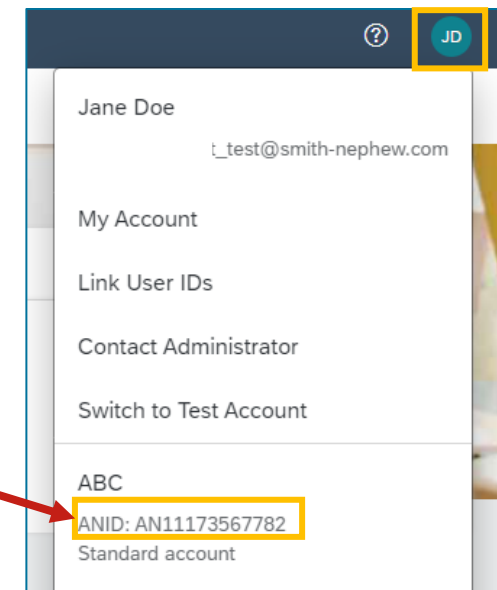 JD
Jane Doe
t_test@smith-nephew.com
My Account
Link User IDs
Contact Administrator
Switch to Test Account
ABC
ANID: AN11173567782
Standard account